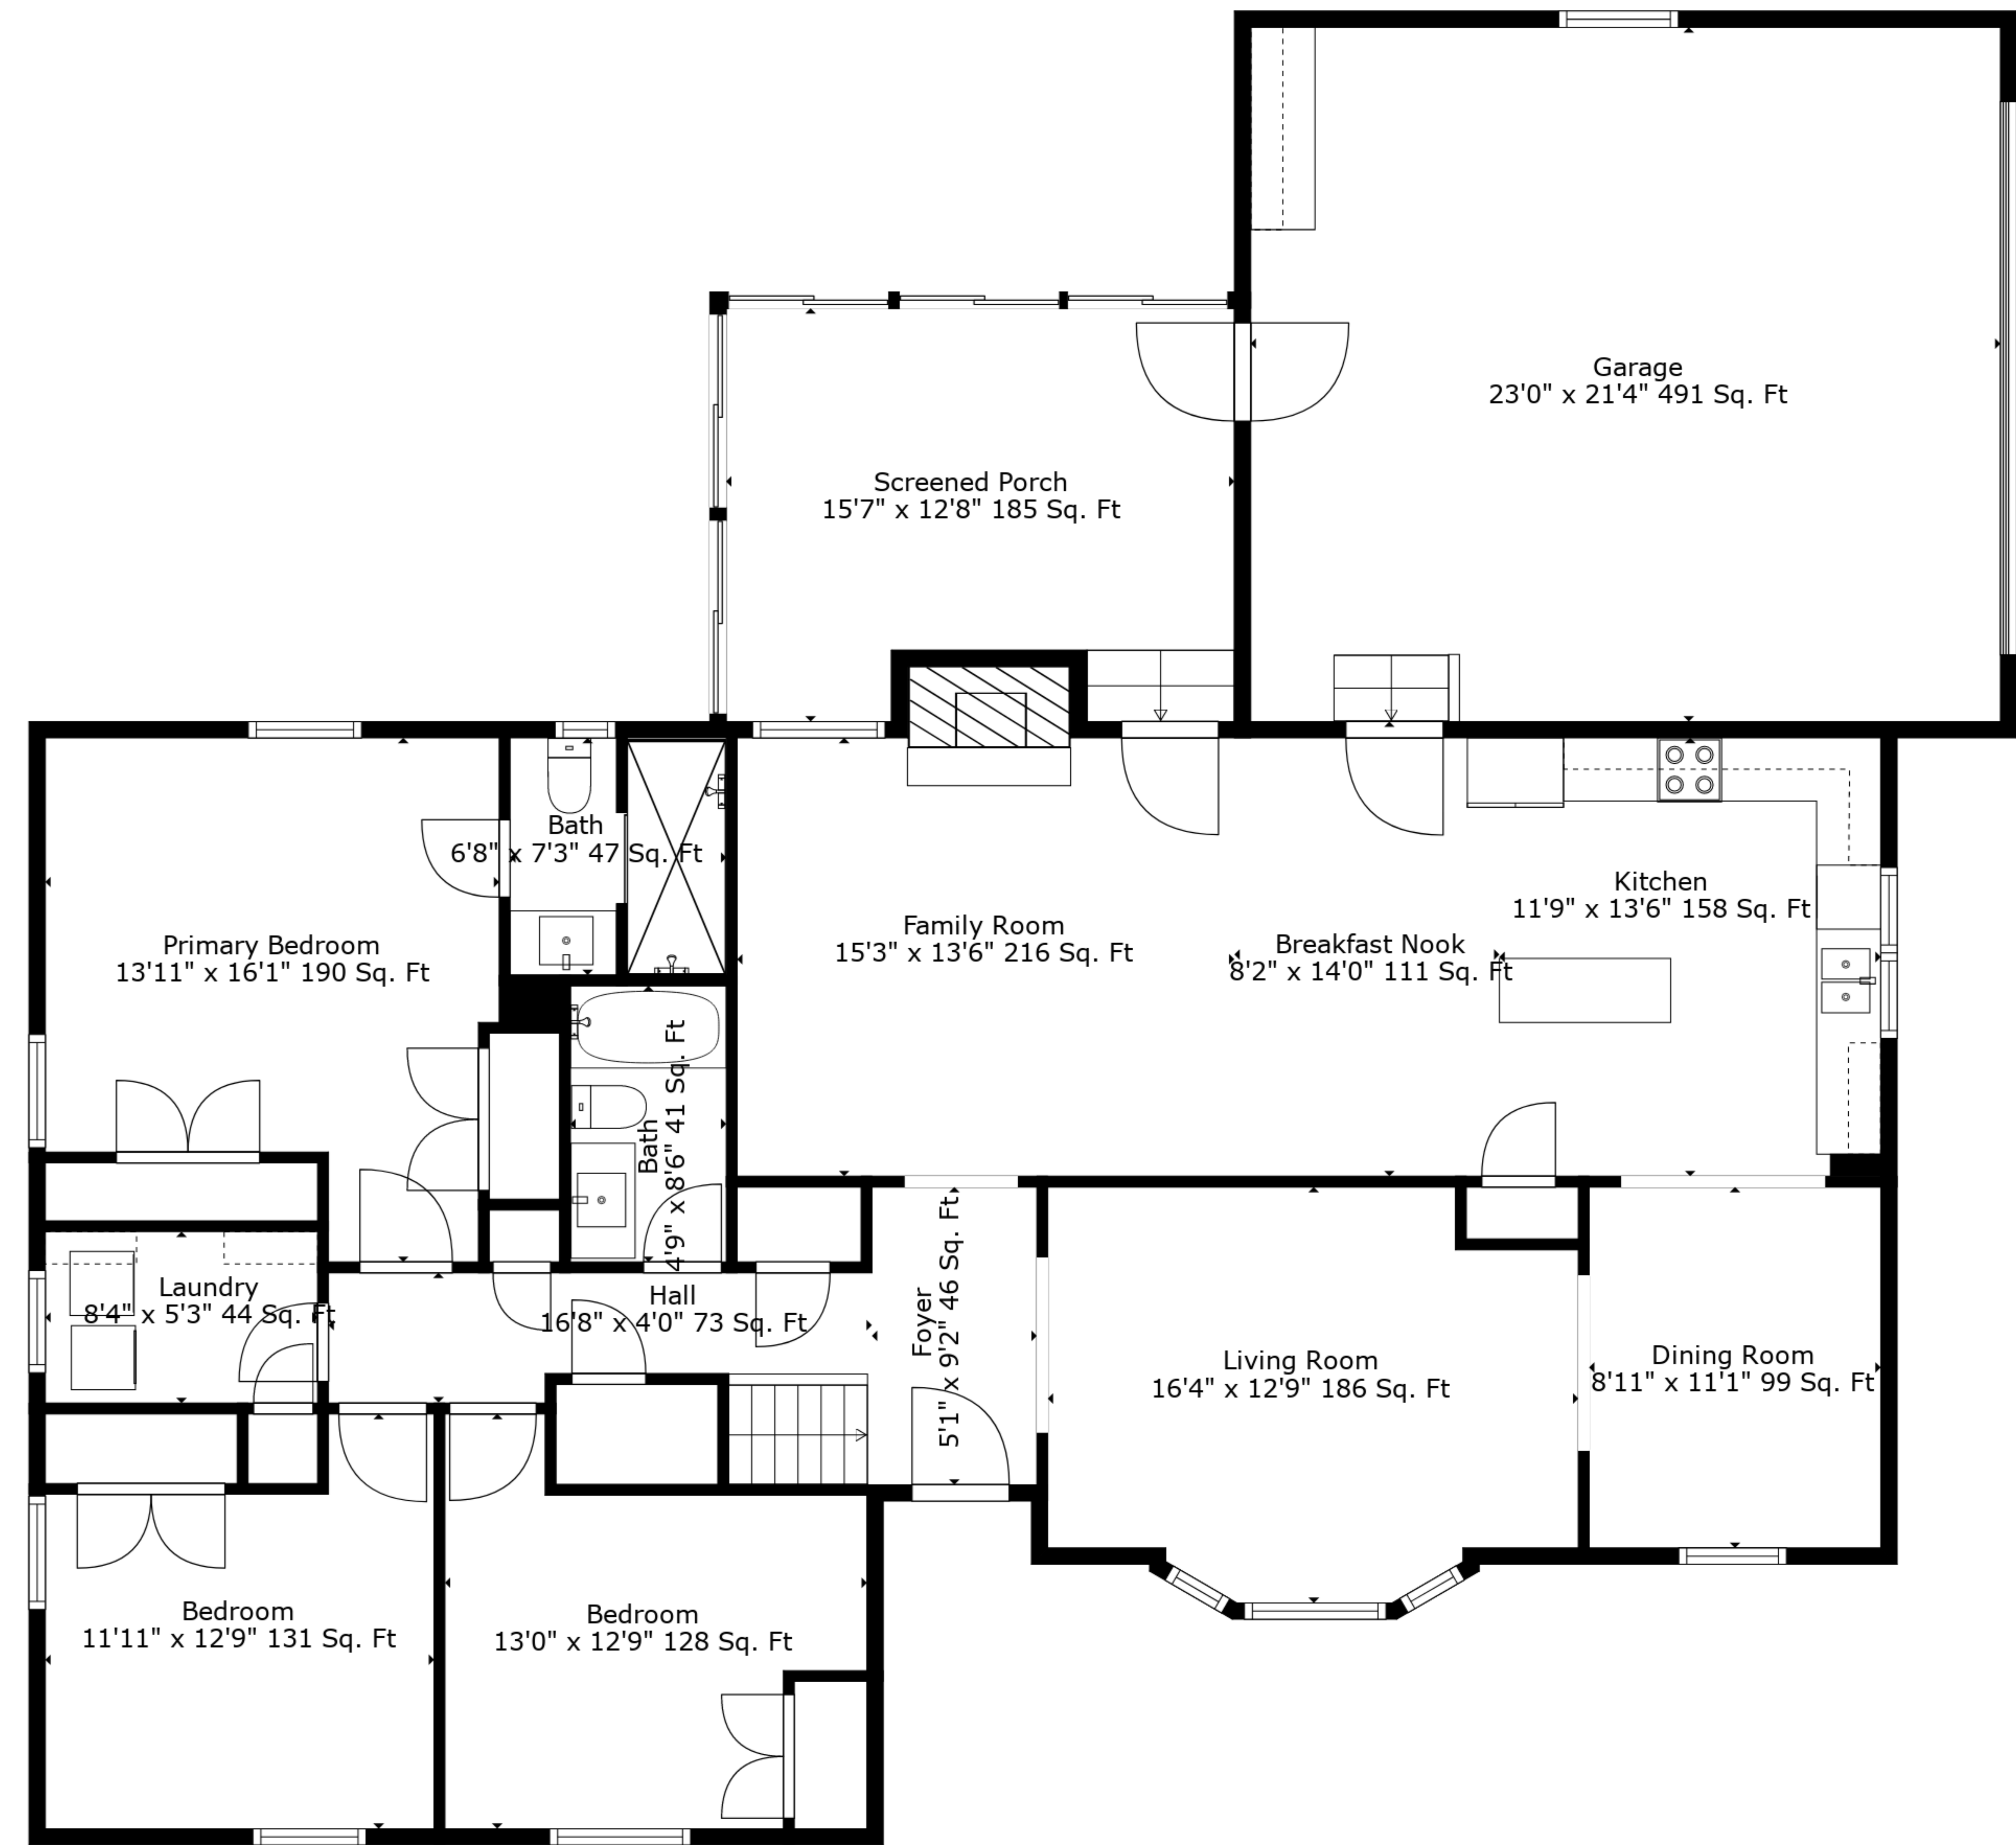 Garage
23'0" x 21'4" 491 Sq. Ft
Screened Porch
15'7" x 12'8" 185 Sq. Ft
Bath
6'8" x 7'3" 47 Sq. Ft
Kitchen
11'9" x 13'6" 158 Sq. Ft
Family Room
15'3" x 13'6" 216 Sq. Ft
Breakfast Nook
8'2" x 14'0" 111 Sq. Ft
Primary Bedroom
13'11" x 16'1" 190 Sq. Ft
Bath
4'9" x 8'6" 41 Sq. Ft
Laundry
8'4" x 5'3" 44 Sq. Ft
Hall
16'8" x 4'0" 73 Sq. Ft
Foyer
5'1" x 9'2" 46 Sq. Ft
Living Room
16'4" x 12'9" 186 Sq. Ft
Dining Room
8'11" x 11'1" 99 Sq. Ft
Bedroom
11'11" x 12'9" 131 Sq. Ft
Bedroom
13'0" x 12'9" 128 Sq. Ft